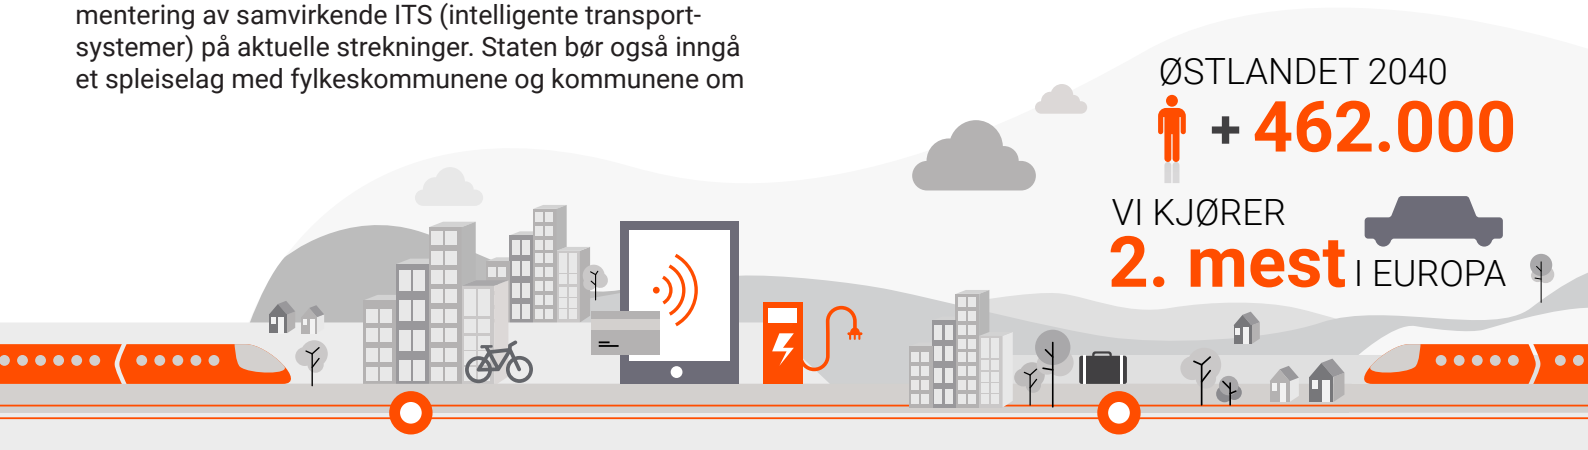 mentering av samvirkende ITS (intelligente transport-
systemer) på aktuelle strekninger. Staten bør også inngå
et spleiselag med fylkeskommunene og kommunene om
ØSTLANDET 2040
+ 462.000
VI KJØRER
2. mest I EUROPA